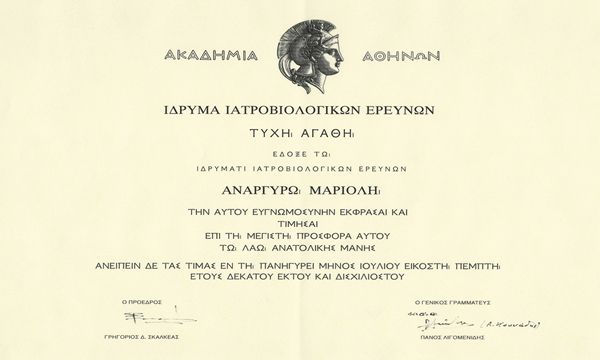 ΑΚΑΔΗΜΙΑ ΑΘΗΝΩΝ
ΙΔΡΥΜΑ ΙΑΤΡΟΒΙΟΛΟΓΙΚΩΝ ΕΡΕΥΝΩΝ
ΤΥΧΗι ΑΓΑΘΗι
ΕΔΟΞΕ ΤΩι
ΙΔΡΥΜΑΤΙ ΙΑΤΡΟΒΙΟΛΟΓΙΚΩΝ ΕΡΕΥΝΩΝ
ΑΝΑΡΓΥΡΩι ΜΑΡΙΟΛΗι
ΤΗΝ ΑΥΤΟΥ ΕΥΓΝΩΜΟΣΥΝΗΝ ΕΚΦΡΑΣΑΙ ΚΑΙ
ΤΙΜΗΣΑΙ
ΕΠΙ ΤΗι ΜΕΓΙΣΤΗι ΠΡΟΣΦΟΡΑ ΑΥΤΟΥ
ΤΩι ΛΑΩι ΑΝΑΤΟΛΙΚΗΣ ΜΑΝΗΣ
ΑΝΕΙΠΕΙΝ ΔΕ ΤΑΣ ΤΙΜΑΣ ΕΝ ΤΗι ΠΑΝΗΓΥΡΕΙ ΜΗΝΟΣ ΙΟΥΛΙΟΥ ΕΙΚΟΣΤΗι ΠΕΜΠΤΗι
ΕΤΟΥΣ ΔΕΚΑΤΟΥ ΕΚΤΟΥ ΚΑΙ ΔΙΣΧΙΛΙΟΣΤΟΥ
Ο ΠΡΟΕΔΡΟΣ
Ο ΓΕΝΙΚΟΣ ΓΡΑΜΜΑΤΕΥΣ
ΓΡΗΓΟΡΙΟΣ Δ. ΣΚΑΛΚΕΑΣ
ΠΑΝΟΣ ΛΙΓΟΜΕΝΙΔΗΣ